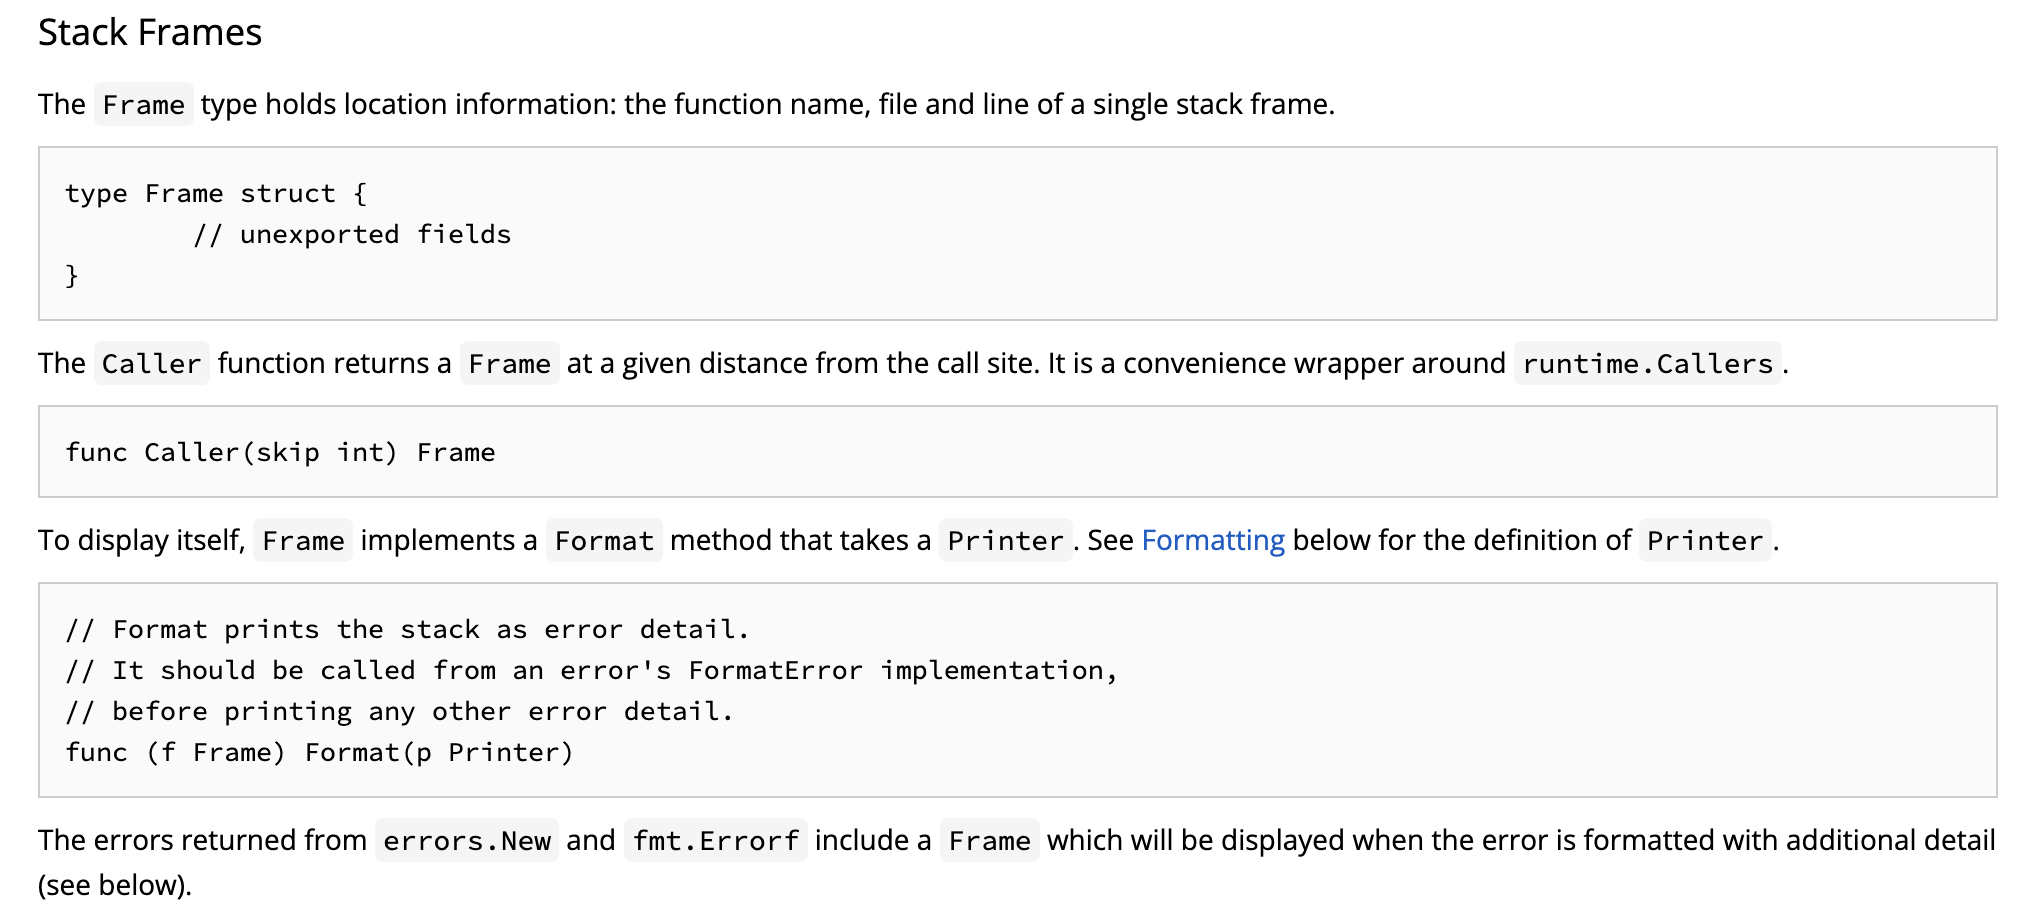 Stack Frames
The Frame type holds location information: the function name, file and line of a single stack frame.
type Frame struct {
        // unexported fields
}
The Caller function returns a Frame at a given distance from the call site. It is a convenience wrapper around runtime.Callers.
func Caller(skip int) Frame
To display itself, Frame implements a Format method that takes a Printer. See Formatting below for the definition of Printer.
// Format prints the stack as error detail.
// It should be called from an error's FormatError implementation,
// before printing any other error detail.
func (f Frame) Format(p Printer)
The errors returned from errors.New and fmt.Errorf include a Frame which will be displayed when the error is formatted with additional detail
(see below).